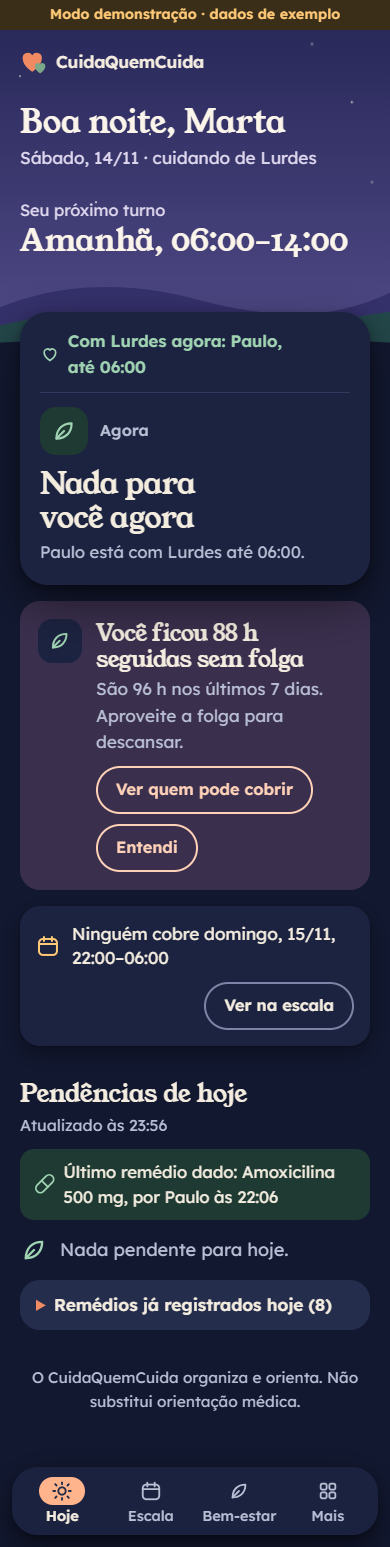 Modo demonstração · dados de exemplo
CuidaQuemCuida
Boa noite, Marta
Sábado, 14/11 · cuidando de Lurdes
Seu próximo turno
Amanhã, 06:00–14:00
Com Lurdes agora: Paulo,
até 06:00
Agora
Nada para
você agora
Paulo está com Lurdes até 06:00.
Você ficou 88 h
seguidas sem folga
São 96 h nos últimos 7 dias.
Aproveite a folga para
descansar.
Ver quem pode cobrir
Entendi
Ninguém cobre domingo, 15/11,
22:00–06:00
Ver na escala
Pendências de hoje
Atualizado às 23:56
Último remédio dado: Amoxicilina
500 mg, por Paulo às 22:06
Nada pendente para hoje.
Remédios já registrados hoje (8)
O CuidaQuemCuida organiza e orienta. Não
substitui orientação médica.
Hoje
Escala
Bem-estar
Mais